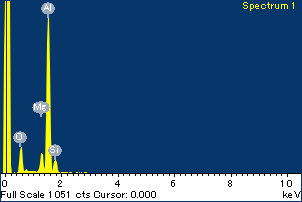 Spectrum 1
Al
Mg
O
Si
0 2 4 6 8 10
Full Scale 1051 cts Cursor: 0.000 keV